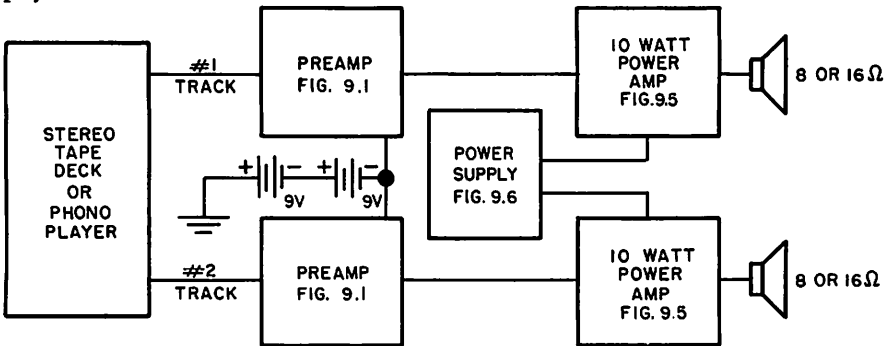 STEREO
TAPE
DECK
OR
PHONO
PLAYER
#1
TRACK
PREAMP
FIG. 9.1
10 WATT
POWER
AMP
FIG.9.5
8 OR 16Ω
+ - + -
9V 9V
POWER
SUPPLY
FIG. 9.6
#2
TRACK
PREAMP
FIG. 9.1
10 WATT
POWER
AMP
FIG. 9.5
8 OR 16Ω